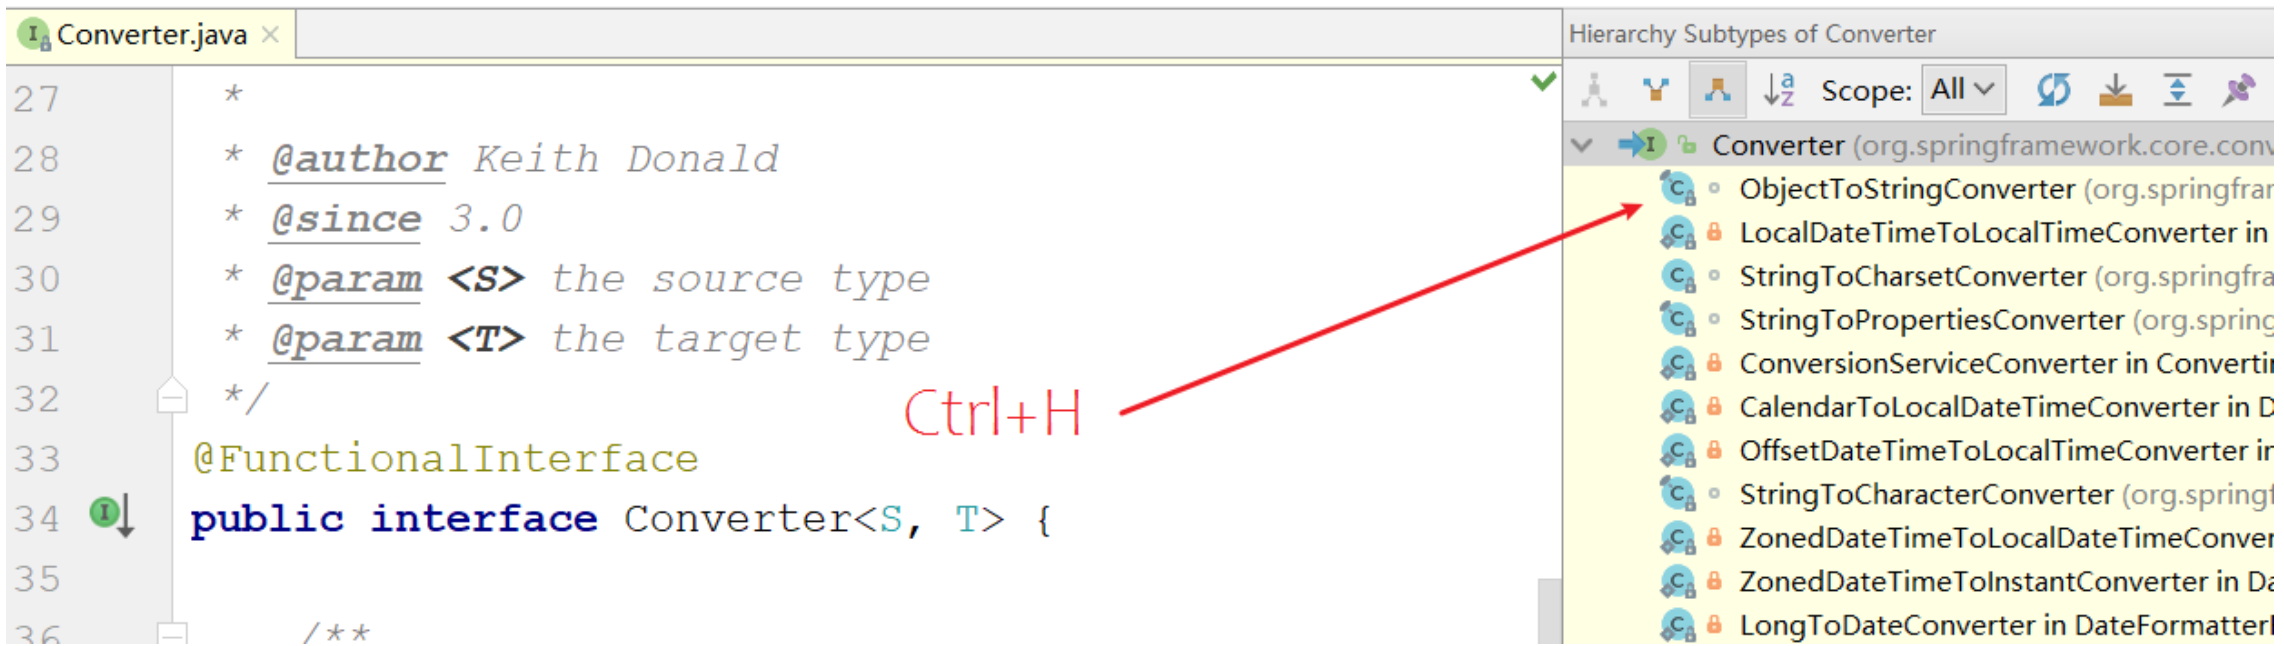 Converter.java
27 *
28 * @author Keith Donald
29 * @since 3.0
30 * @param <S> the source type
31 * @param <T> the target type
32 */
33 @FunctionalInterface
34 public interface Converter<S, T> {
35
36 /**
Ctrl+H
Hierarchy Subtypes of Converter
Scope: All
Converter (org.springframework.core.conv
ObjectToStringConverter (org.springfra
LocalDateTimeToLocalTimeConverter in
StringToCharsetConverter (org.springfra
StringToPropertiesConverter (org.spring
ConversionServiceConverter in Converti
CalendarToLocalDateTimeConverter in D
OffsetDateTimeToLocalTimeConverter in
StringToCharacterConverter (org.spring
ZonedDateTimeToLocalDateTimeConver
ZonedDateTimeToInstantConverter in Da
LongToDateConverter in DateFormatter